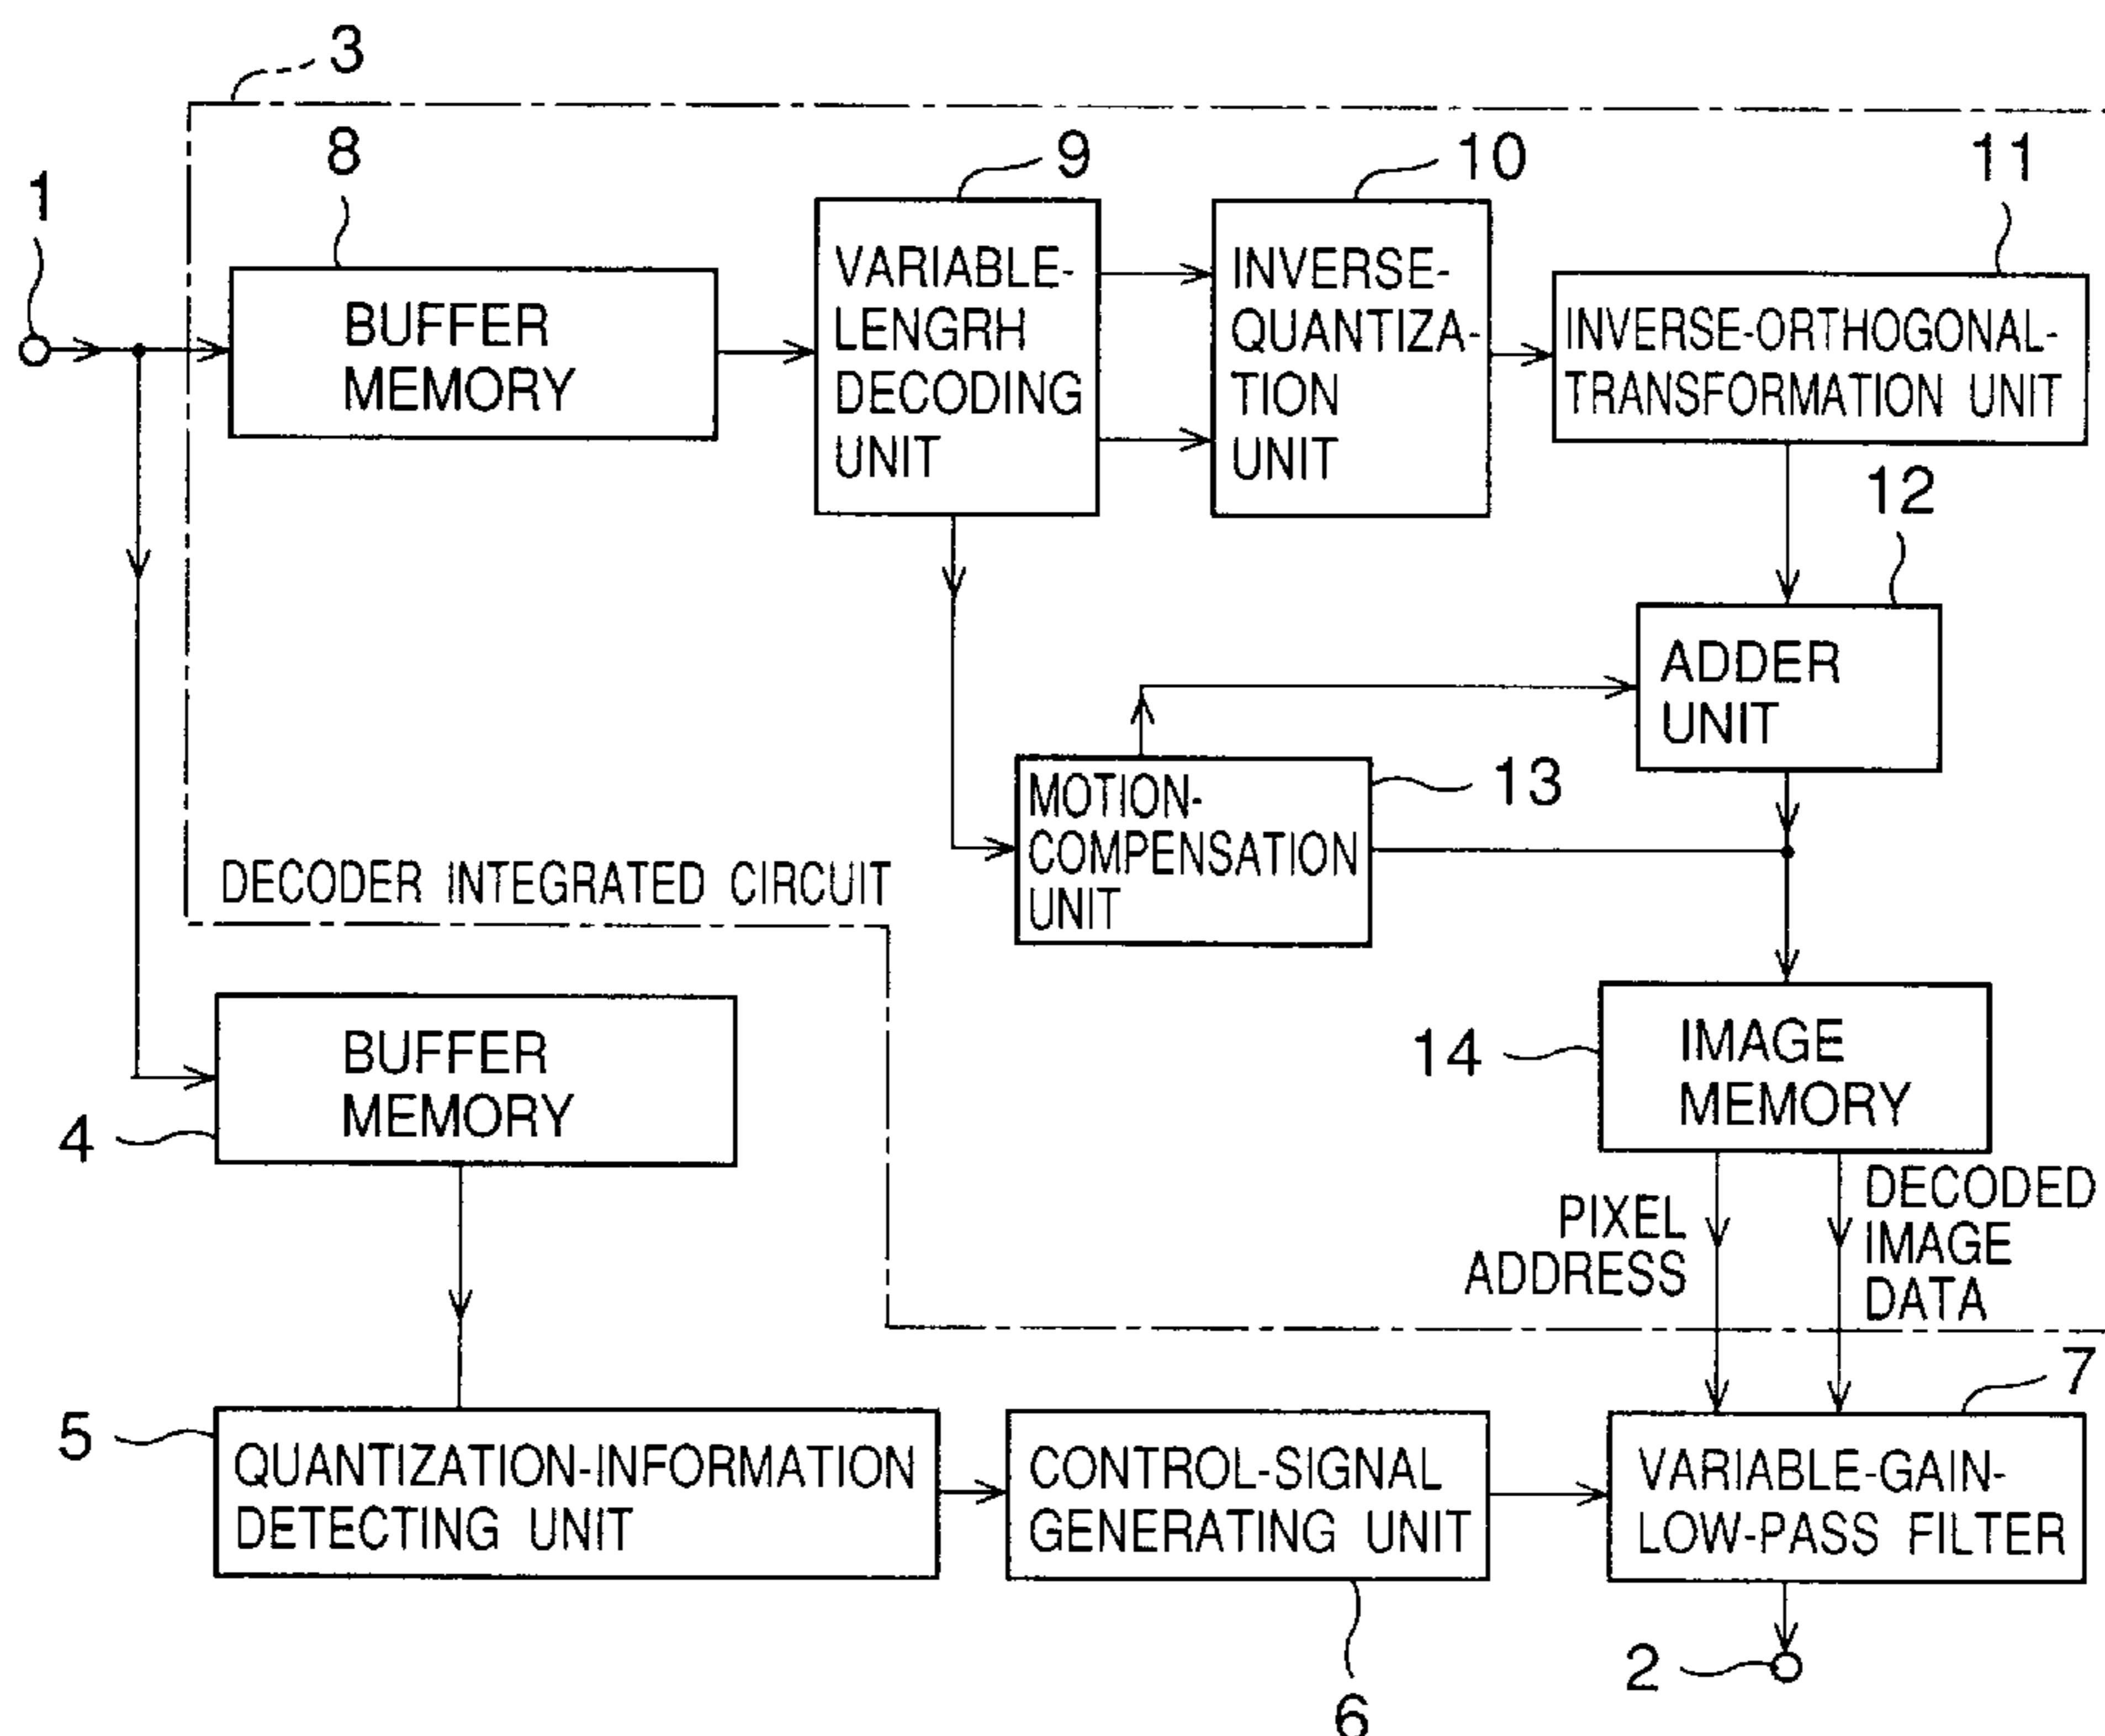 3
8
9
10
11
1
BUFFER
MEMORY
VARIABLE-
LENGRH
DECODING
UNIT
INVERSE-
QUANTIZA-
TION
UNIT
INVERSE-ORTHOGONAL-
TRANSFORMATION UNIT
12
ADDER
UNIT
13
MOTION-
COMPENSATION
UNIT
DECODER INTEGRATED CIRCUIT
14
IMAGE
MEMORY
4
BUFFER
MEMORY
PIXEL
ADDRESS
DECODED
IMAGE
DATA
7
5
QUANTIZATION-INFORMATION
DETECTING UNIT
CONTROL-SIGNAL
GENERATING UNIT
VARIABLE-GAIN-
LOW-PASS FILTER
2
6